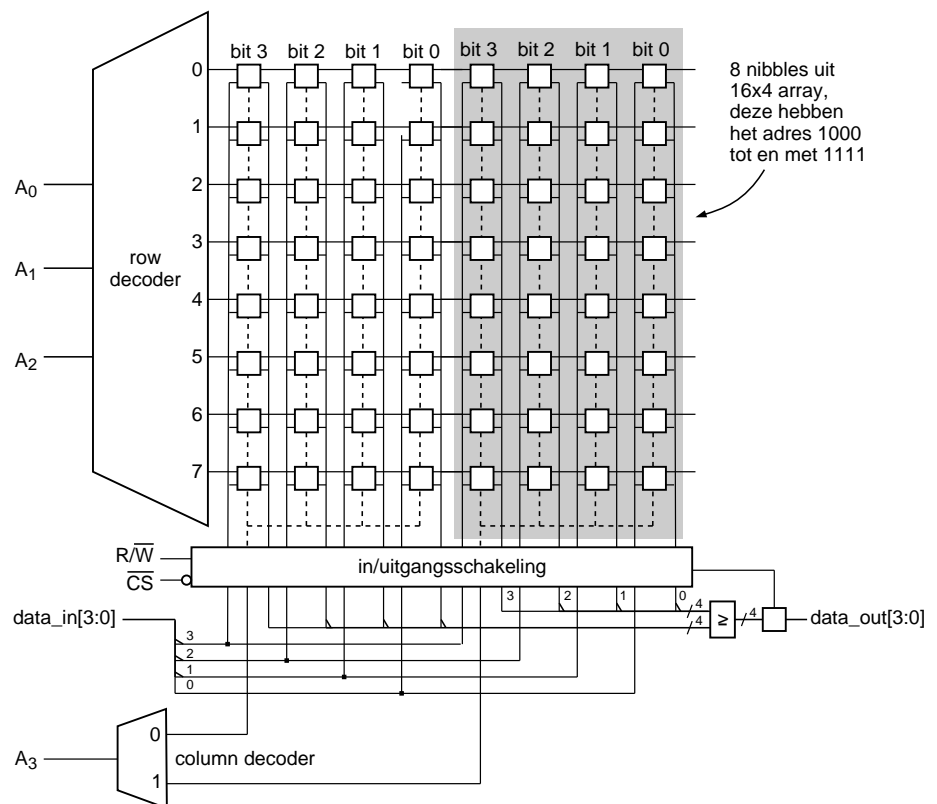 bit 3 bit 2 bit 1 bit 0 bit 3 bit 2 bit 1 bit 0
0
1
2
3
4
5
6
7
A0
A1
A2
row
decoder
8 nibbles uit
16x4 array,
deze hebben
het adres 1000
tot en met 1111
R/W̅
C̅S̅
in/uitgangsschakeling
data_in[3:0]
3
2
1
0
3 2 1 0
4
4
≥
4
data_out[3:0]
A3
0
1
column decoder